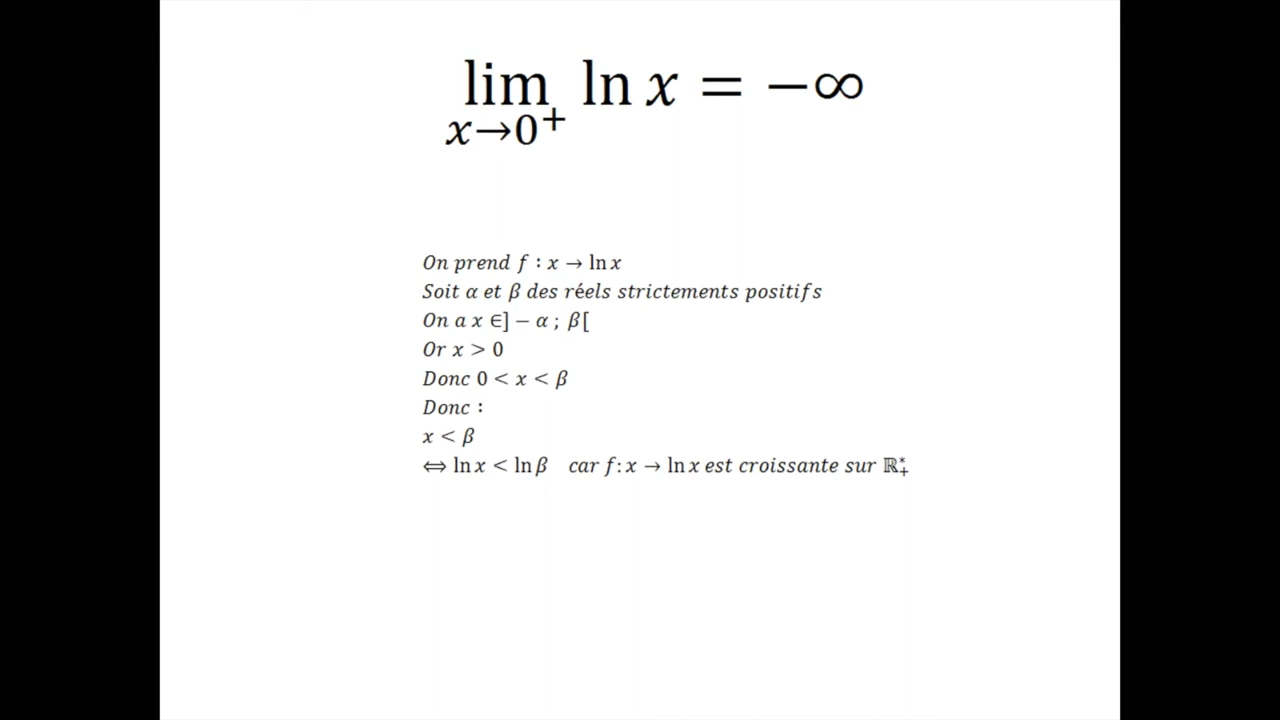 lim ln x = −∞
x→0⁺
On prend f : x → ln x
Soit α et β des réels strictements positifs
On a x ∈] − α ; β[
Or x > 0
Donc 0 < x < β
Donc :
x < β
⇔ ln x < ln β car f: x → ln x est croissante sur ℝ₊*